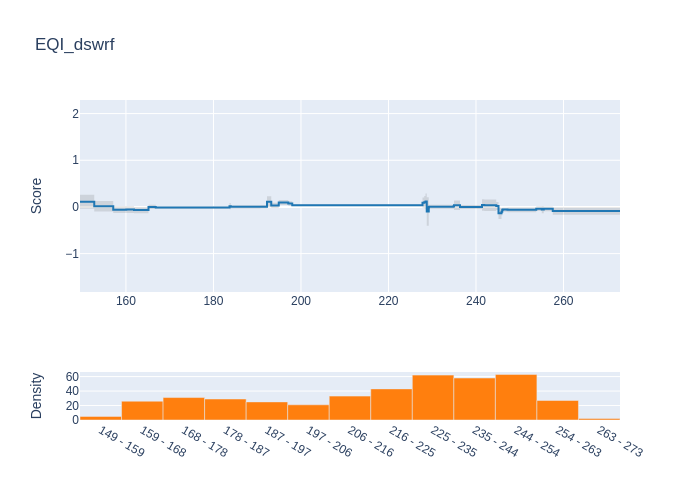 EQI_dswrf
Score
2
1
0
−1
160
180
200
220
240
260
Density
60
40
20
0
149 - 159
159 - 168
168 - 178
178 - 187
187 - 197
197 - 206
206 - 216
216 - 225
225 - 235
235 - 244
244 - 254
254 - 263
263 - 273